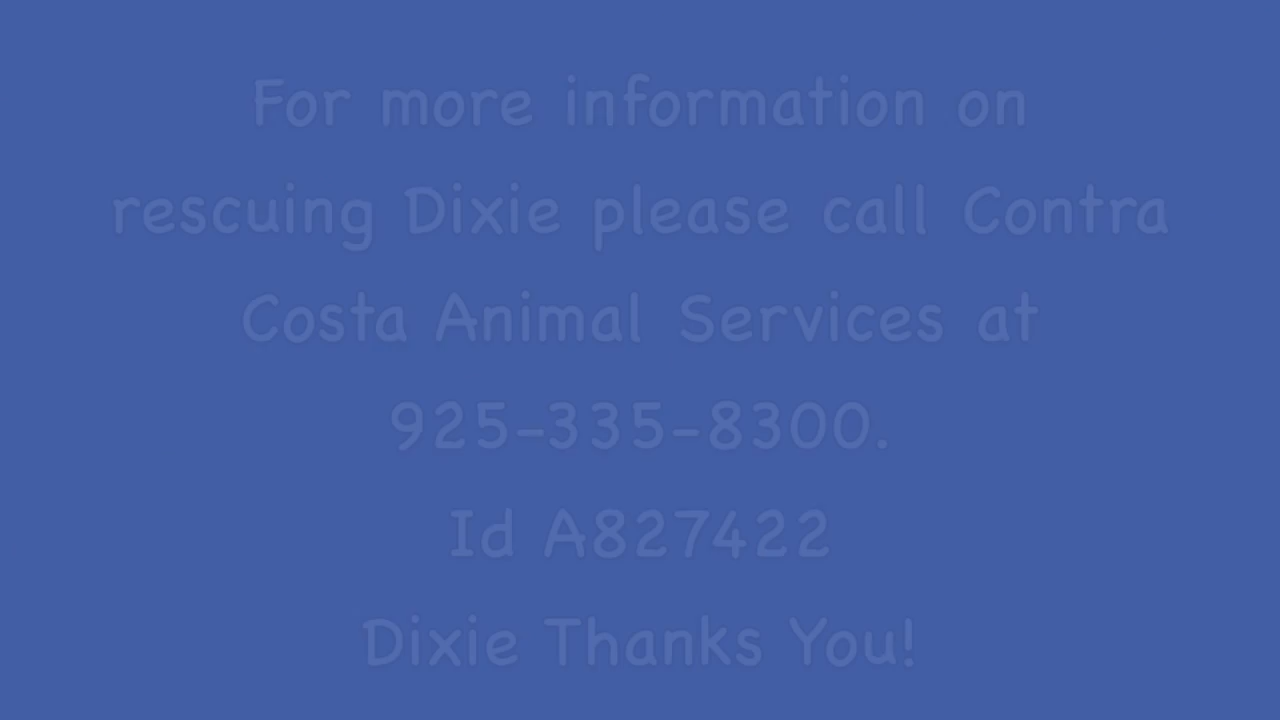 For more information on
rescuing Dixie please call Contra
Costa Animal Services at
925-335-8300.
Id A827422
Dixie Thanks You!